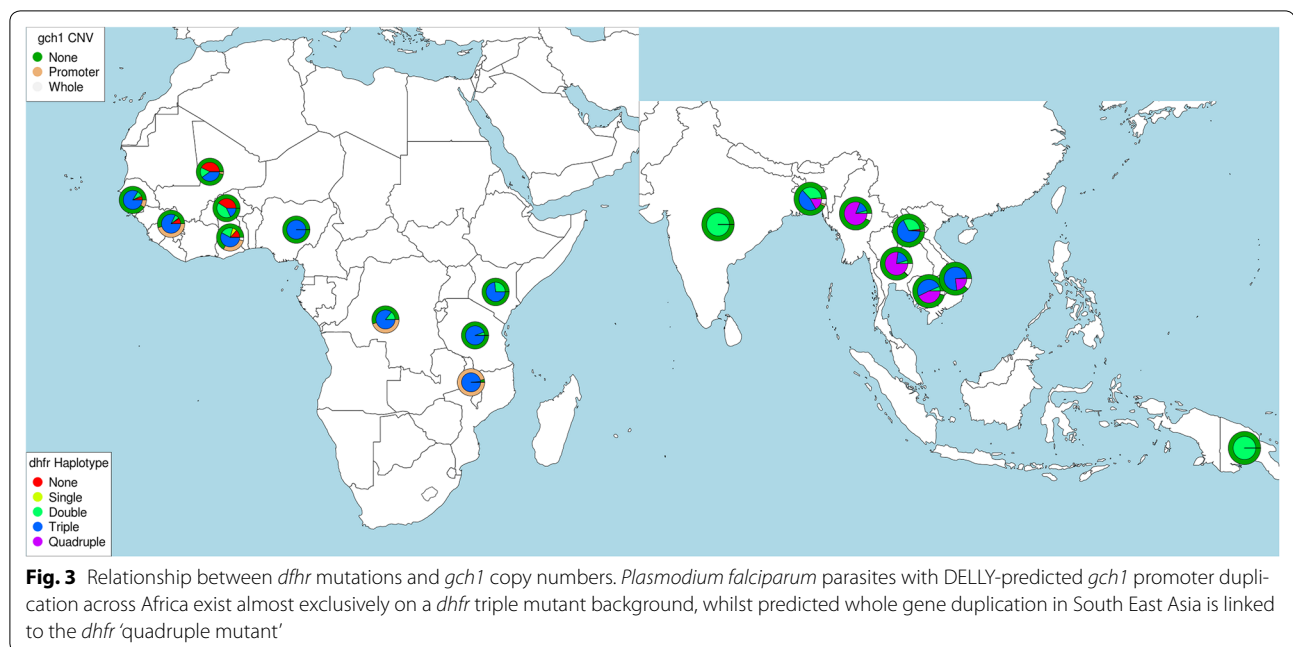 gch1 CNV
None
Promoter
Whole
dhfr Haplotype
None
Single
Double
Triple
Quadruple
Fig. 3 Relationship between dfhr mutations and gch1 copy numbers. Plasmodium falciparum parasites with DELLY-predicted gch1 promoter dupli-
cation across Africa exist almost exclusively on a dhfr triple mutant background, whilst predicted whole gene duplication in South East Asia is linked
to the dhfr ‘quadruple mutant’